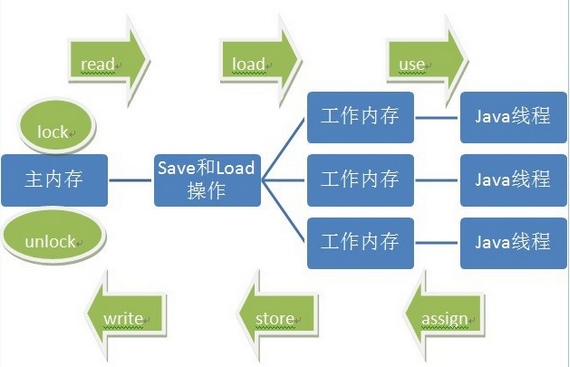 read
load
use
lock
工作内存
Java线程
主内存
Save和Load
操作
工作内存
Java线程
unlock
工作内存
Java线程
write
store
assign